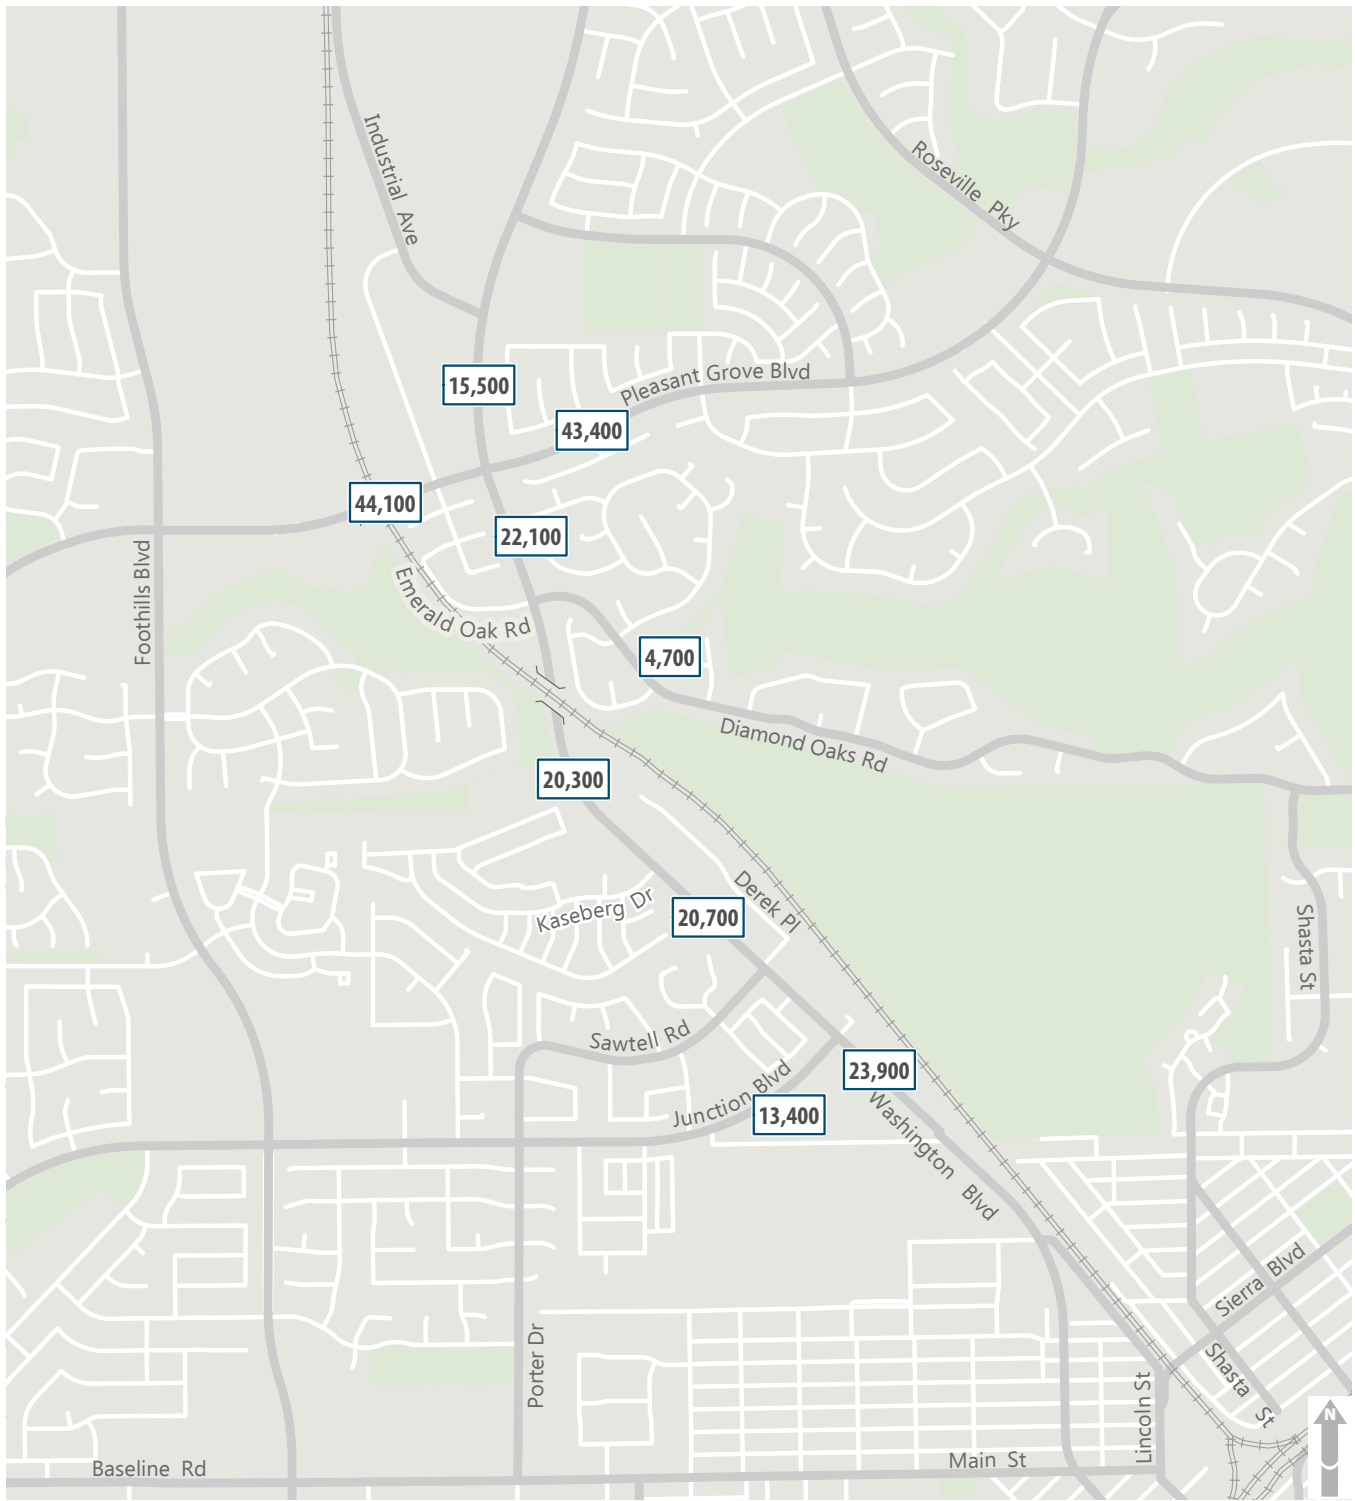 Industrial Ave
Roseville Pky
15,500
Pleasant Grove Blvd
43,400
44,100
22,100
Foothills Blvd
Emerald Oak Rd
4,700
Diamond Oaks Rd
20,300
Derek Pl
Kaseberg Dr
20,700
Shasta St
Sawtell Rd
23,900
Junction Blvd
13,400
Washington Blvd
Sierra Blvd
Porter Dr
Shasta St
Lincoln St
N
Main St
Baseline Rd